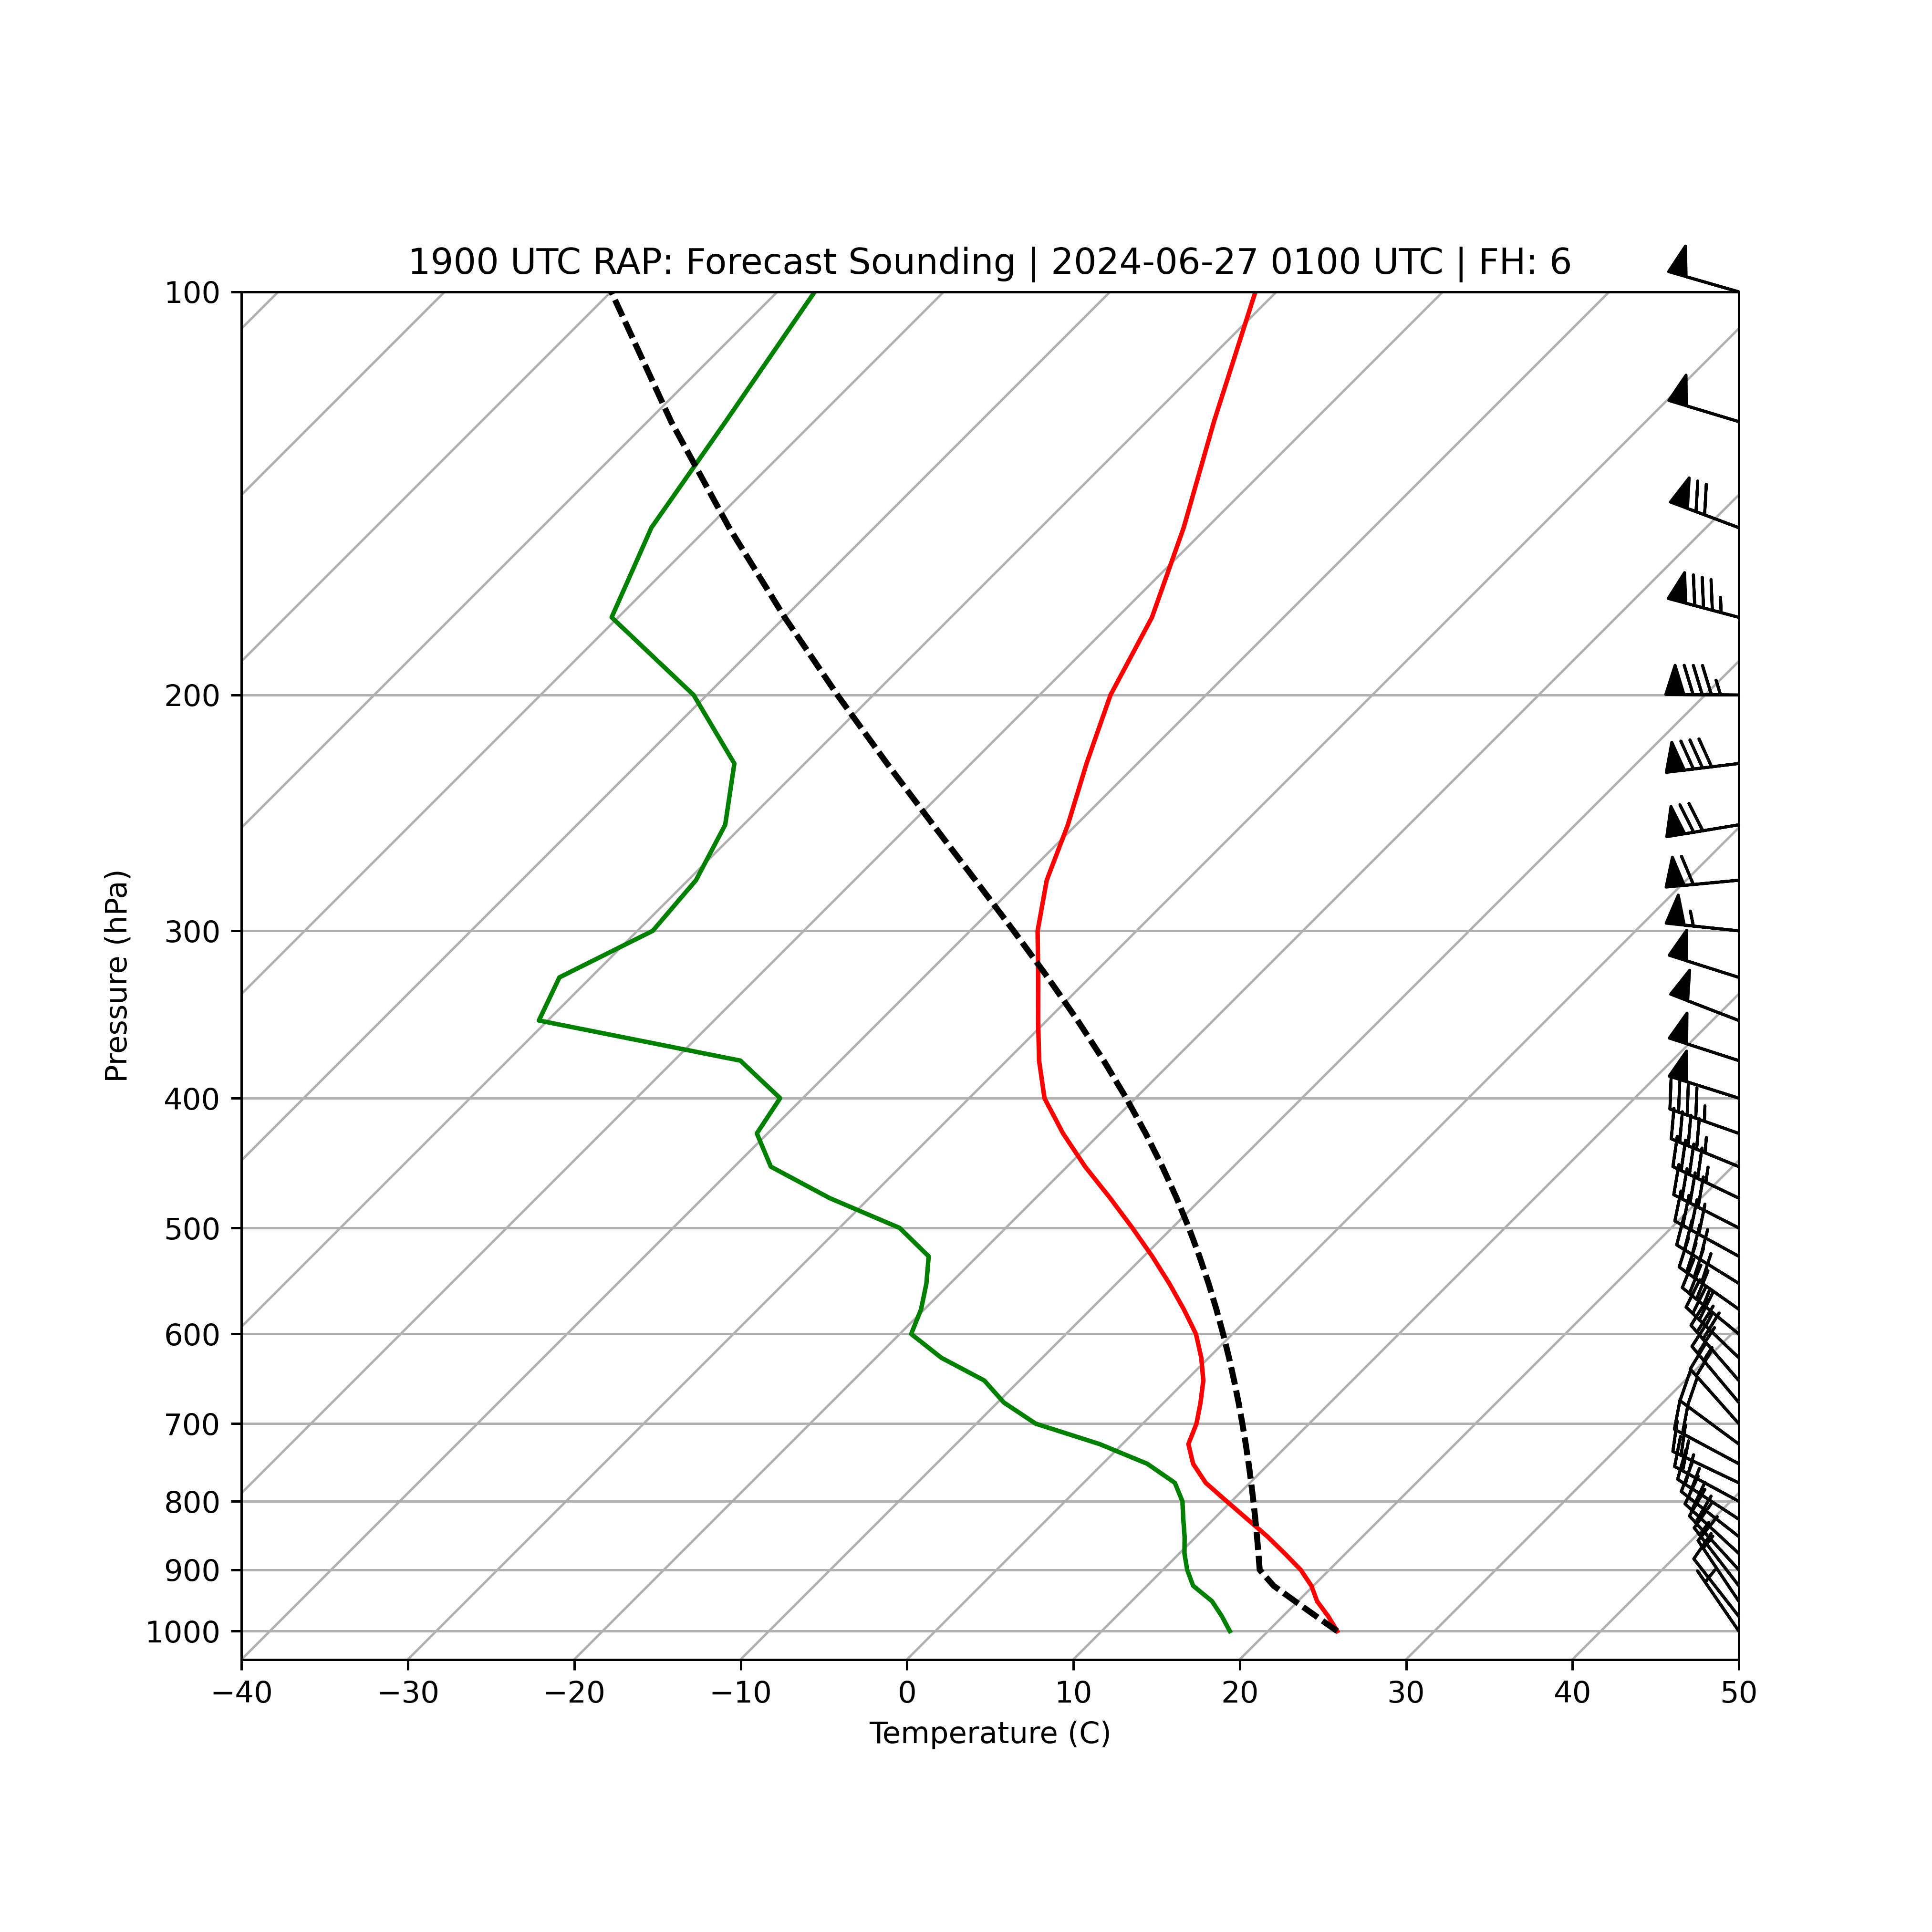 1900 UTC RAP: Forecast Sounding | 2024-06-27 0100 UTC | FH: 6
100
200
300
400
500
600
700
800
900
1000
Pressure (hPa)
−40 −30 −20 −10 0 10 20 30 40 50
Temperature (C)